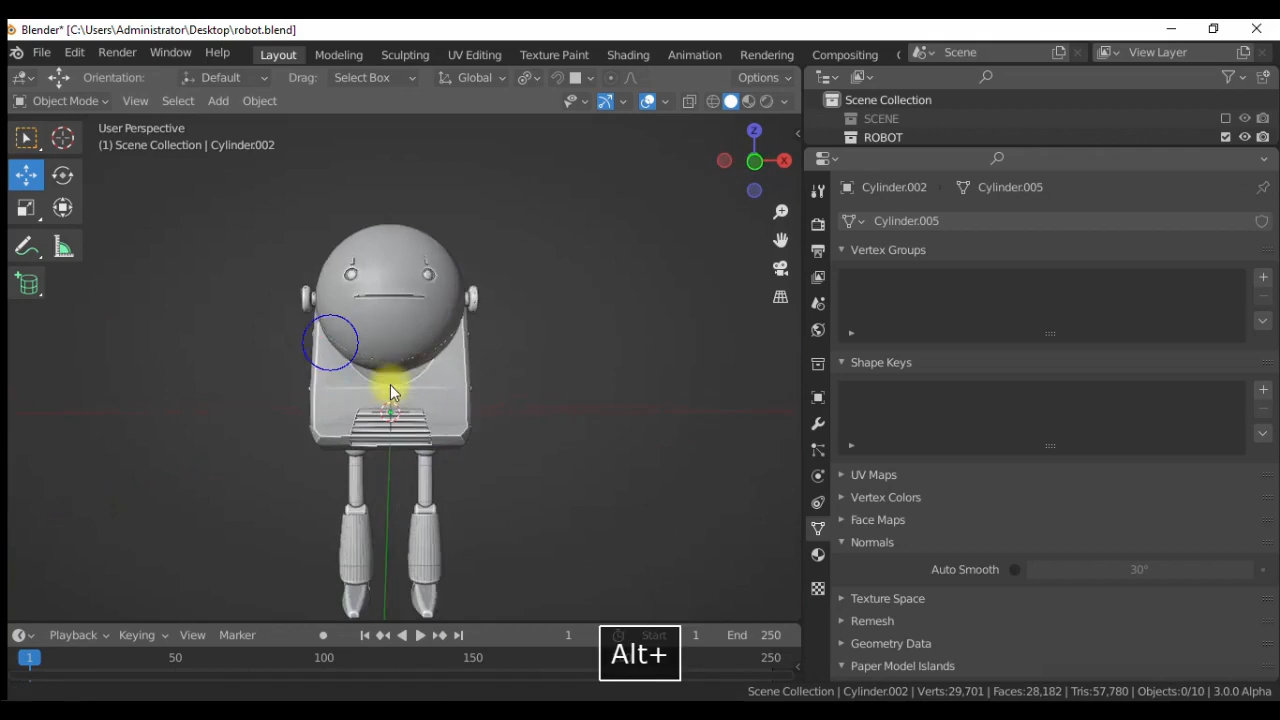 Blender* [C:\Users\Administrator\Desktop\robot.blend]
File Edit Render Window Help Layout Modeling Sculpting UV Editing Texture Paint Shading Animation Rendering Compositing Scene View Layer
Orientation: Default Drag: Select Box Global Options
Object Mode View Select Add Object
Scene Collection
SCENE
ROBOT
User Perspective
(1) Scene Collection | Cylinder.002
Z
X
Cylinder.002 Cylinder.005
Cylinder.005
Vertex Groups
Shape Keys
UV Maps
Vertex Colors
Face Maps
Normals
Auto Smooth 30°
Texture Space
Remesh
Geometry Data
Paper Model Islands
Playback Keying View Marker 1 Start 1 End 250
1 50 100 150 250
Alt+
Scene Collection | Cylinder.002 | Verts:29,701 | Faces:28,182 | Tris:57,780 | Objects:0/10 | 3.0.0 Alpha